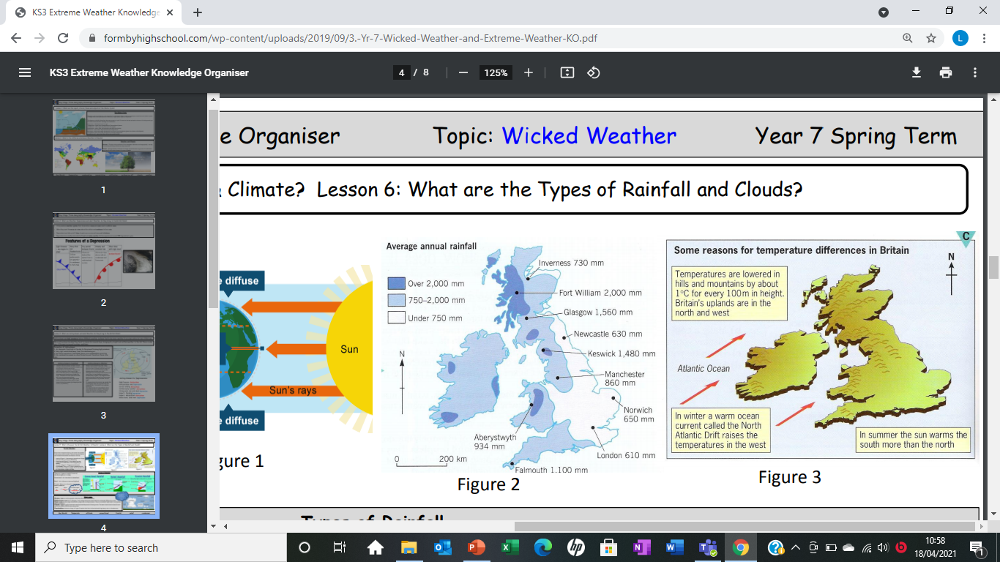 KS3 Extreme Weather Knowledge
formbyhighschool.com/wp-content/uploads/2019/09/3.-Yr-7-Wicked-Weather-and-Extreme-Weather-KO.pdf
L
KS3 Extreme Weather Knowledge Organiser
4 / 8
125%
1
Features of a Depression
2
3
4
e Organiser
Topic: Wicked Weather
Year 7 Spring Term
Climate? Lesson 6: What are the Types of Rainfall and Clouds?
e diffuse
Sun
Sun's rays
e diffuse
gure 1
Average annual rainfall
Over 2,000 mm
750–2,000 mm
Under 750 mm
Inverness 730 mm
Fort William 2,000 mm
Glasgow 1,560 mm
Newcastle 630 mm
Keswick 1,480 mm
Manchester
860 mm
Norwich
650 mm
Aberystwyth
934 mm
London 610 mm
Falmouth 1,100 mm
N
0 200 km
Figure 2
C
Some reasons for temperature differences in Britain
N
Temperatures are lowered in
hills and mountains by about
1°C for every 100m in height.
Britain's uplands are in the
north and west
Atlantic Ocean
In winter a warm ocean
current called the North
Atlantic Drift raises the
temperatures in the west
In summer the sun warms the
south more than the north
Figure 3
Types of Rainfall
Type here to search
10:58
18/04/2021
1